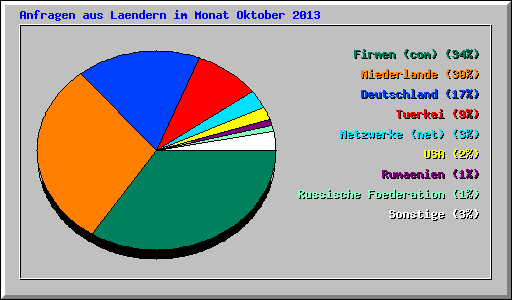 Anfragen aus Laendern im Monat Oktober 2013
Firmen (com) (34%)
Niederlande (30%)
Deutschland (17%)
Tuerkei (9%)
Netzwerke (net) (3%)
USA (2%)
Rumaenien (1%)
Russische Foederation (1%)
Sonstige (3%)